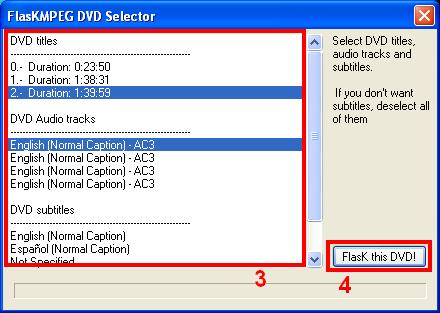 FlasKMPEG DVD Selector
DVD titles
------------------------------------------------------------
0.-  Duration: 0:23:50
1.-  Duration: 1:38:31
2.-  Duration: 1:39:59
DVD Audio tracks
------------------------------------------------------------
English (Normal Caption) - AC3
English (Normal Caption) - AC3
English (Normal Caption) - AC3
English (Normal Caption) - AC3
DVD subtitles
------------------------------------------------------------
English (Normal Caption)
Español (Normal Caption)
Not Specified
3
Select DVD titles,
audio tracks and
subtitles.
If you don't want
subtitles, deselect all
of them
FlasK this DVD!
4